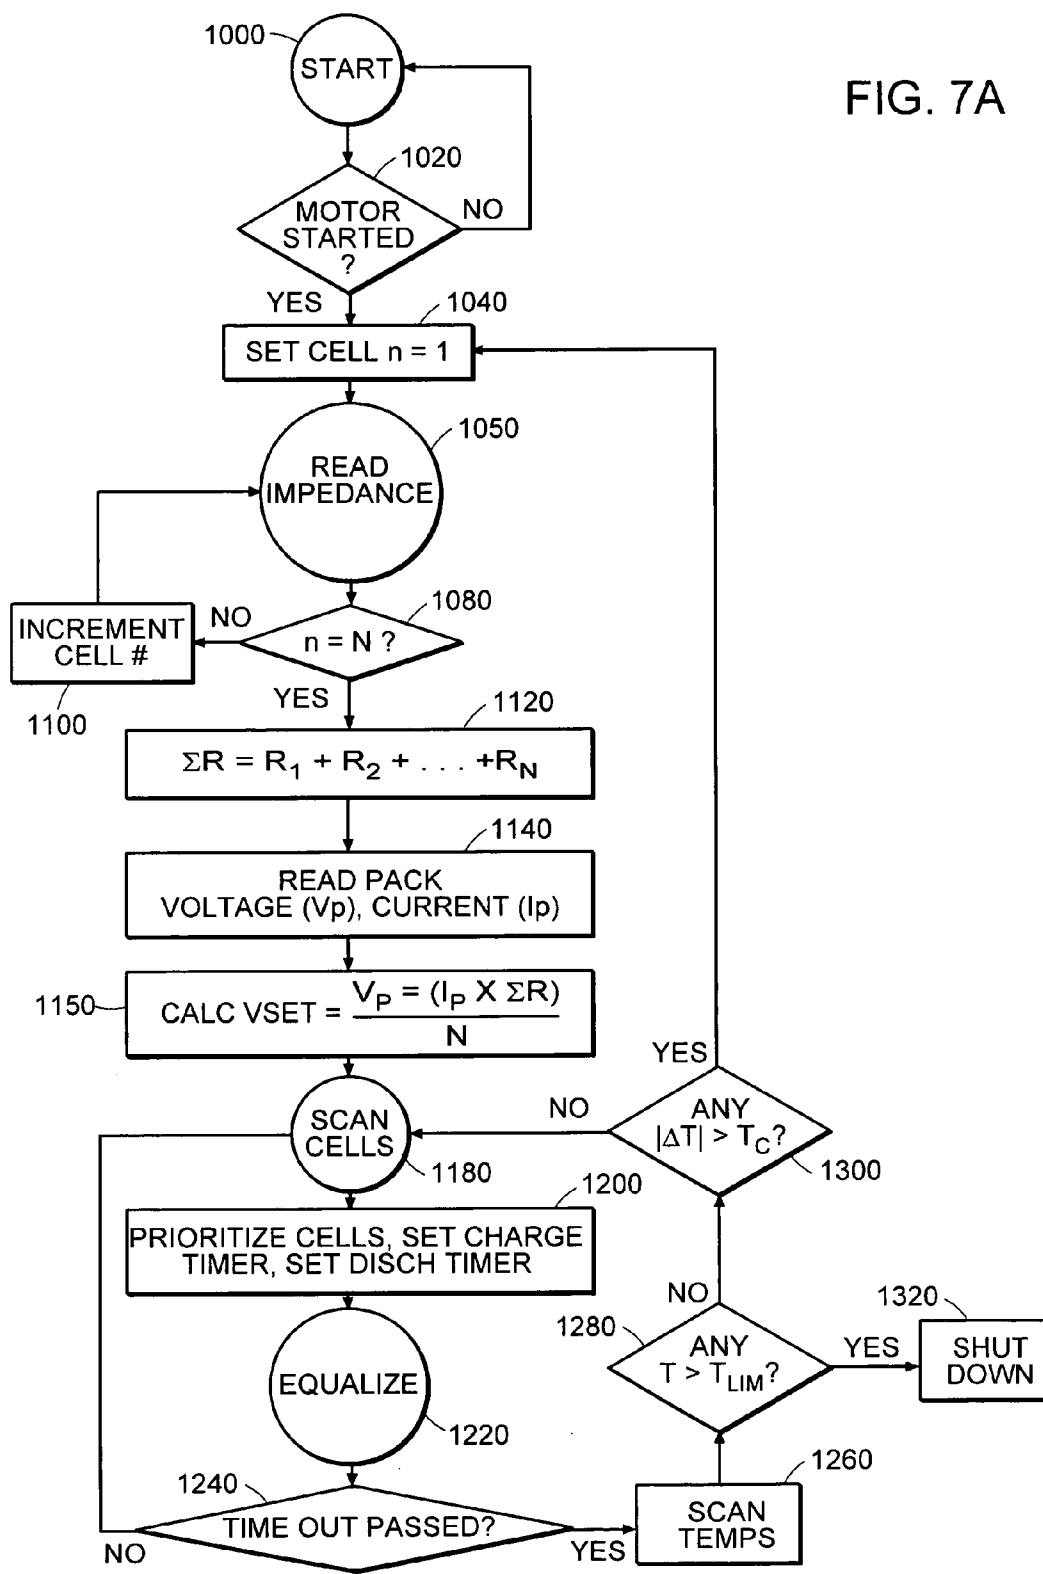 FIG. 7A
1000
START
1020
MOTOR
STARTED
?
NO
YES
1040
SET CELL n = 1
1050
READ
IMPEDANCE
1080
n = N ?
NO
INCREMENT
CELL #
1100
YES
1120
ΣR = R1 + R2 + . . . +RN
1140
READ PACK
VOLTAGE (Vp), CURRENT (Ip)
1150
CALC VSET = VP = (IP X ΣR)
N
SCAN
CELLS
1180
1200
PRIORITIZE CELLS, SET CHARGE
TIMER, SET DISCH TIMER
EQUALIZE
1220
1240
TIME OUT PASSED?
NO
YES
1260
SCAN
TEMPS
1280
ANY
T > TLIM?
YES
1320
SHUT
DOWN
NO
ANY
|ΔT| > TC?
1300
NO
YES